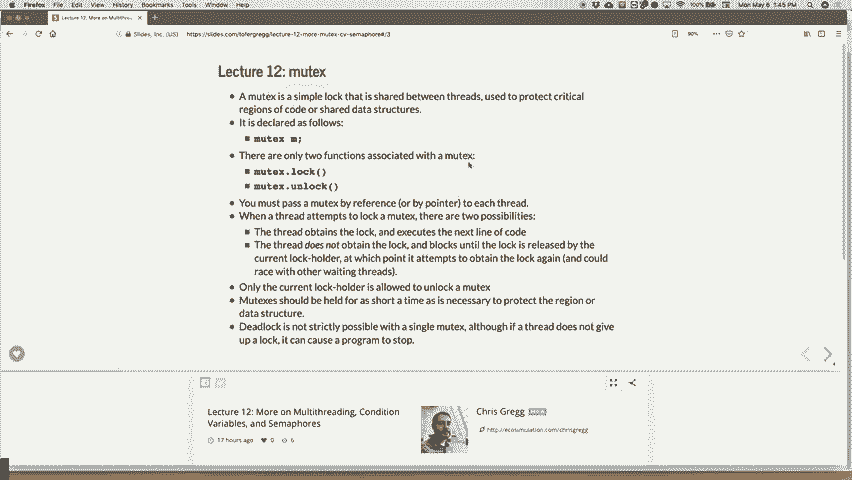 Firefox File Edit View History Bookmarks Tools Window Help
100%
Mon May 6 1:45 PM
Lecture 12: More on Multithrea
Slides, Inc. (US)
https://slides.com/tofergregg/lecture-12-more-mutex-cv-semaphore#/3
90%
Lecture 12: mutex
A mutex is a simple lock that is shared between threads, used to protect critical
regions of code or shared data structures.
It is declared as follows:
mutex m;
There are only two functions associated with a mutex:
mutex.lock()
mutex.unlock()
You must pass a mutex by reference (or by pointer) to each thread.
When a thread attempts to lock a mutex, there are two possibilities:
The thread obtains the lock, and executes the next line of code
The thread does not obtain the lock, and blocks until the lock is released by the
current lock-holder, at which point it attempts to obtain the lock again (and could
race with other waiting threads).
Only the current lock-holder is allowed to unlock a mutex
Mutexes should be held for as short a time as is necessary to protect the region or
data structure.
Deadlock is not strictly possible with a single mutex, although if a thread does not give
up a lock, it can cause a program to stop.
Lecture 12: More on Multithreading, Condition
Variables, and Semaphores
17 hours ago 0 6
Chris Gregg